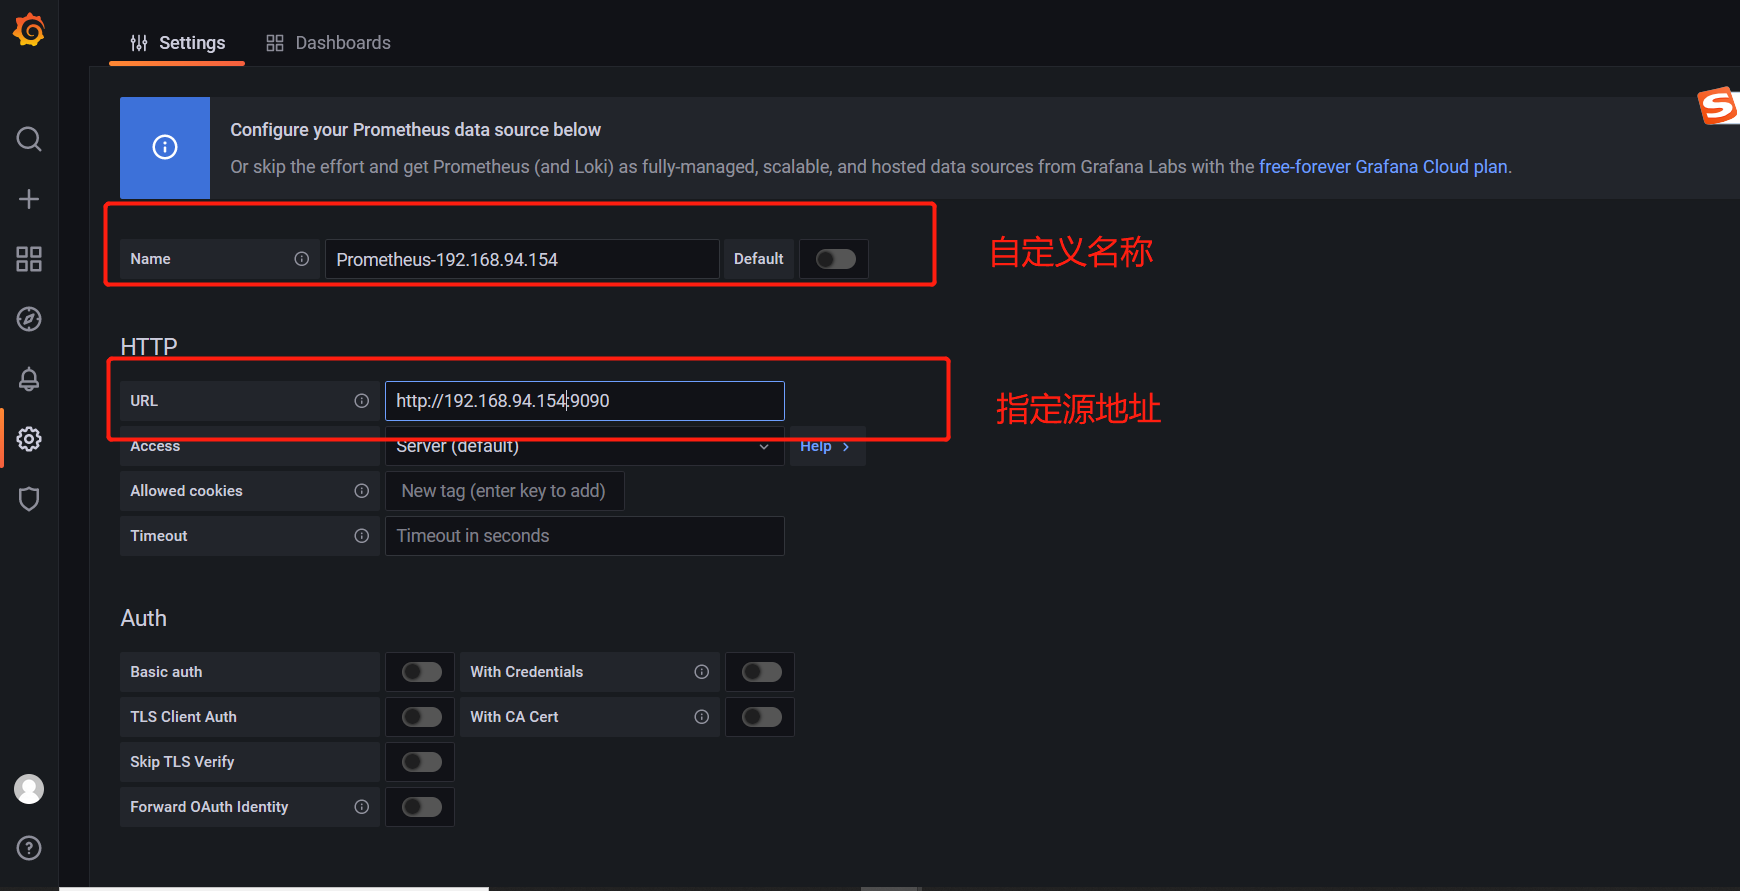 Settings Dashboards
Configure your Prometheus data source below
Or skip the effort and get Prometheus (and Loki) as fully-managed, scalable, and hosted data sources from Grafana Labs with the free-forever Grafana Cloud plan.
Name Prometheus-192.168.94.154 Default 自定义名称
HTTP
URL http://192.168.94.154:9090 指定源地址
Access Server (default) Help
Allowed cookies New tag (enter key to add)
Timeout Timeout in seconds
Auth
Basic auth With Credentials
TLS Client Auth With CA Cert
Skip TLS Verify
Forward OAuth Identity